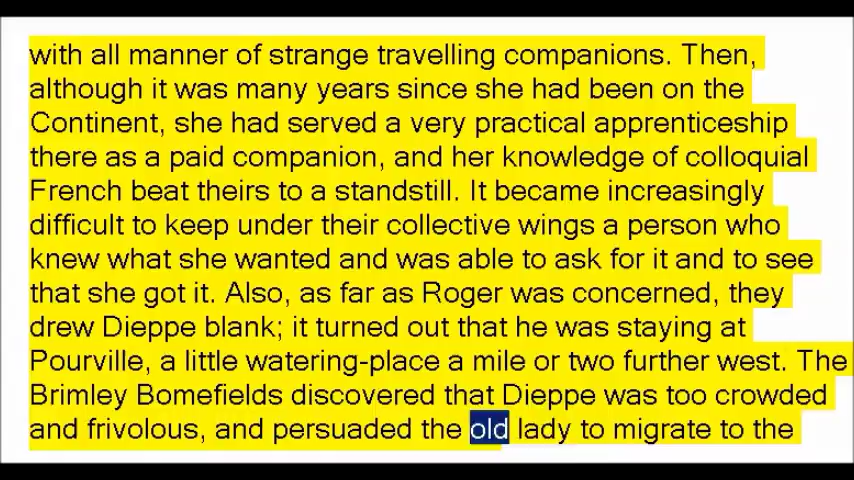 with all manner of strange travelling companions. Then,
although it was many years since she had been on the
Continent, she had served a very practical apprenticeship
there as a paid companion, and her knowledge of colloquial
French beat theirs to a standstill. It became increasingly
difficult to keep under their collective wings a person who
knew what she wanted and was able to ask for it and to see
that she got it. Also, as far as Roger was concerned, they
drew Dieppe blank; it turned out that he was staying at
Pourville, a little watering-place a mile or two further west. The
Brimley Bomefields discovered that Dieppe was too crowded
and frivolous, and persuaded the old lady to migrate to the